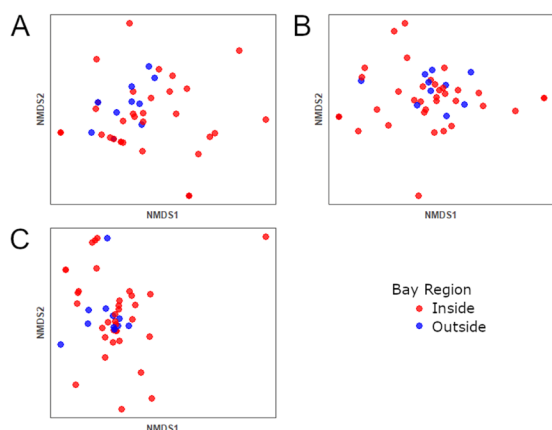 A
NMDS2
NMDS1
B
NMDS2
NMDS1
C
NMDS2
NMDS1
Bay Region
Inside
Outside